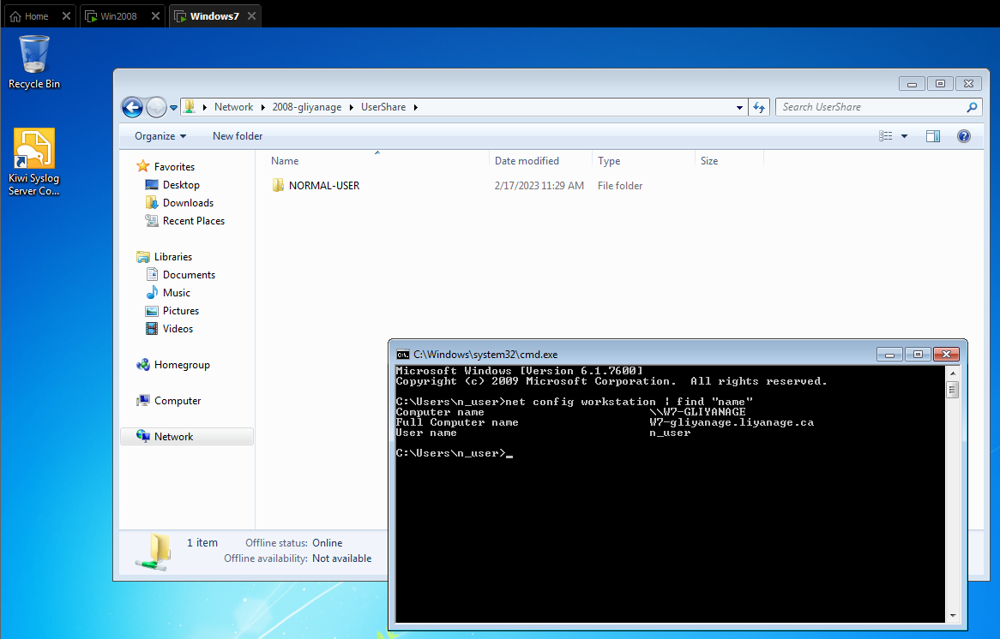 Home
Win2008
Windows7
Recycle Bin
Kiwi Syslog
Server Co...
Network 2008-gliyanage UserShare
Search UserShare
Organize New folder
Favorites
Desktop
Downloads
Recent Places
Libraries
Documents
Music
Pictures
Videos
Homegroup
Computer
Network
Name Date modified Type Size
NORMAL-USER 2/17/2023 11:29 AM File folder
1 item Offline status: Online
Offline availability: Not available
C:\Windows\system32\cmd.exe
Microsoft Windows [Version 6.1.7600]
Copyright (c) 2009 Microsoft Corporation. All rights reserved.
C:\Users\n_user>net config workstation | find "name"
Computer name \\W7-GLIYANAGE
Full Computer name W7-gliyanage.liyanage.ca
User name n_user
C:\Users\n_user>_